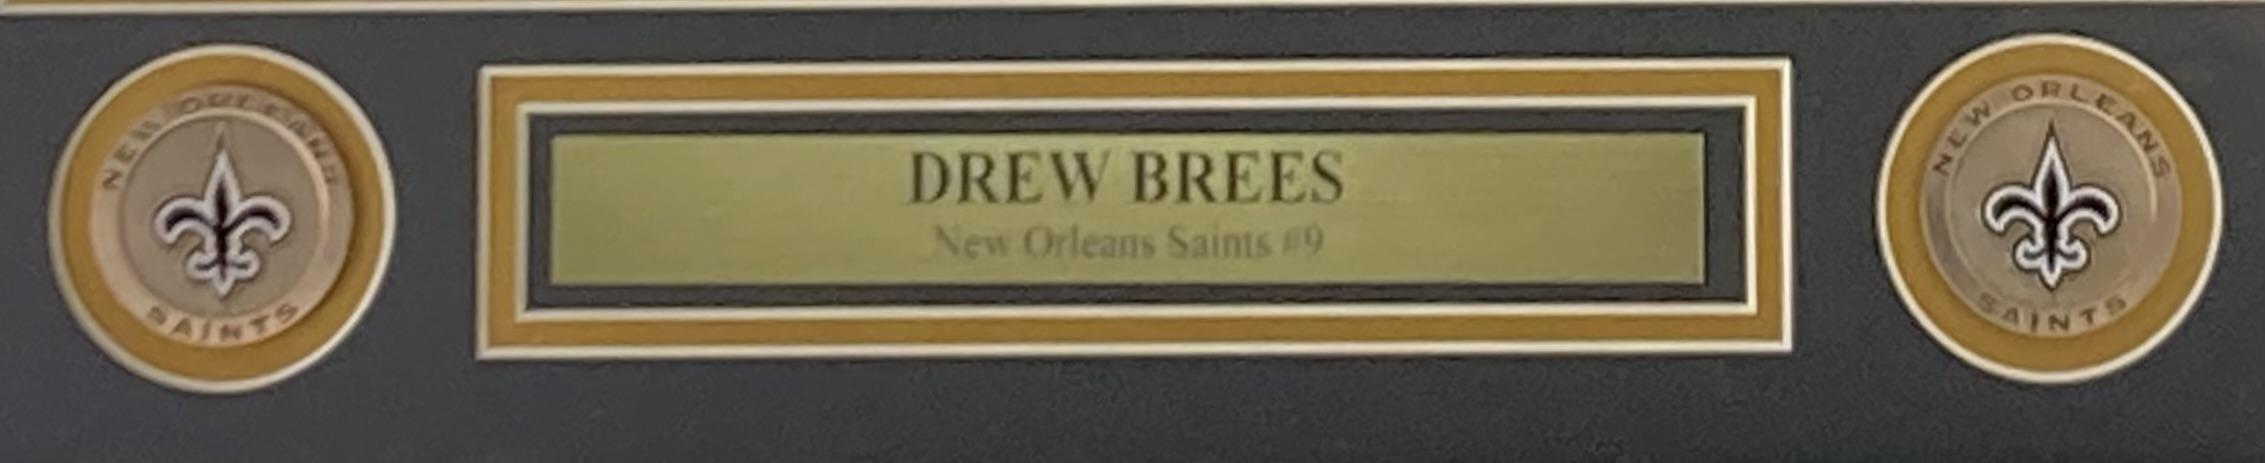 NEW ORLEANS
SAINTS
DREW BREES
New Orleans Saints #9
NEW ORLEANS
SAINTS